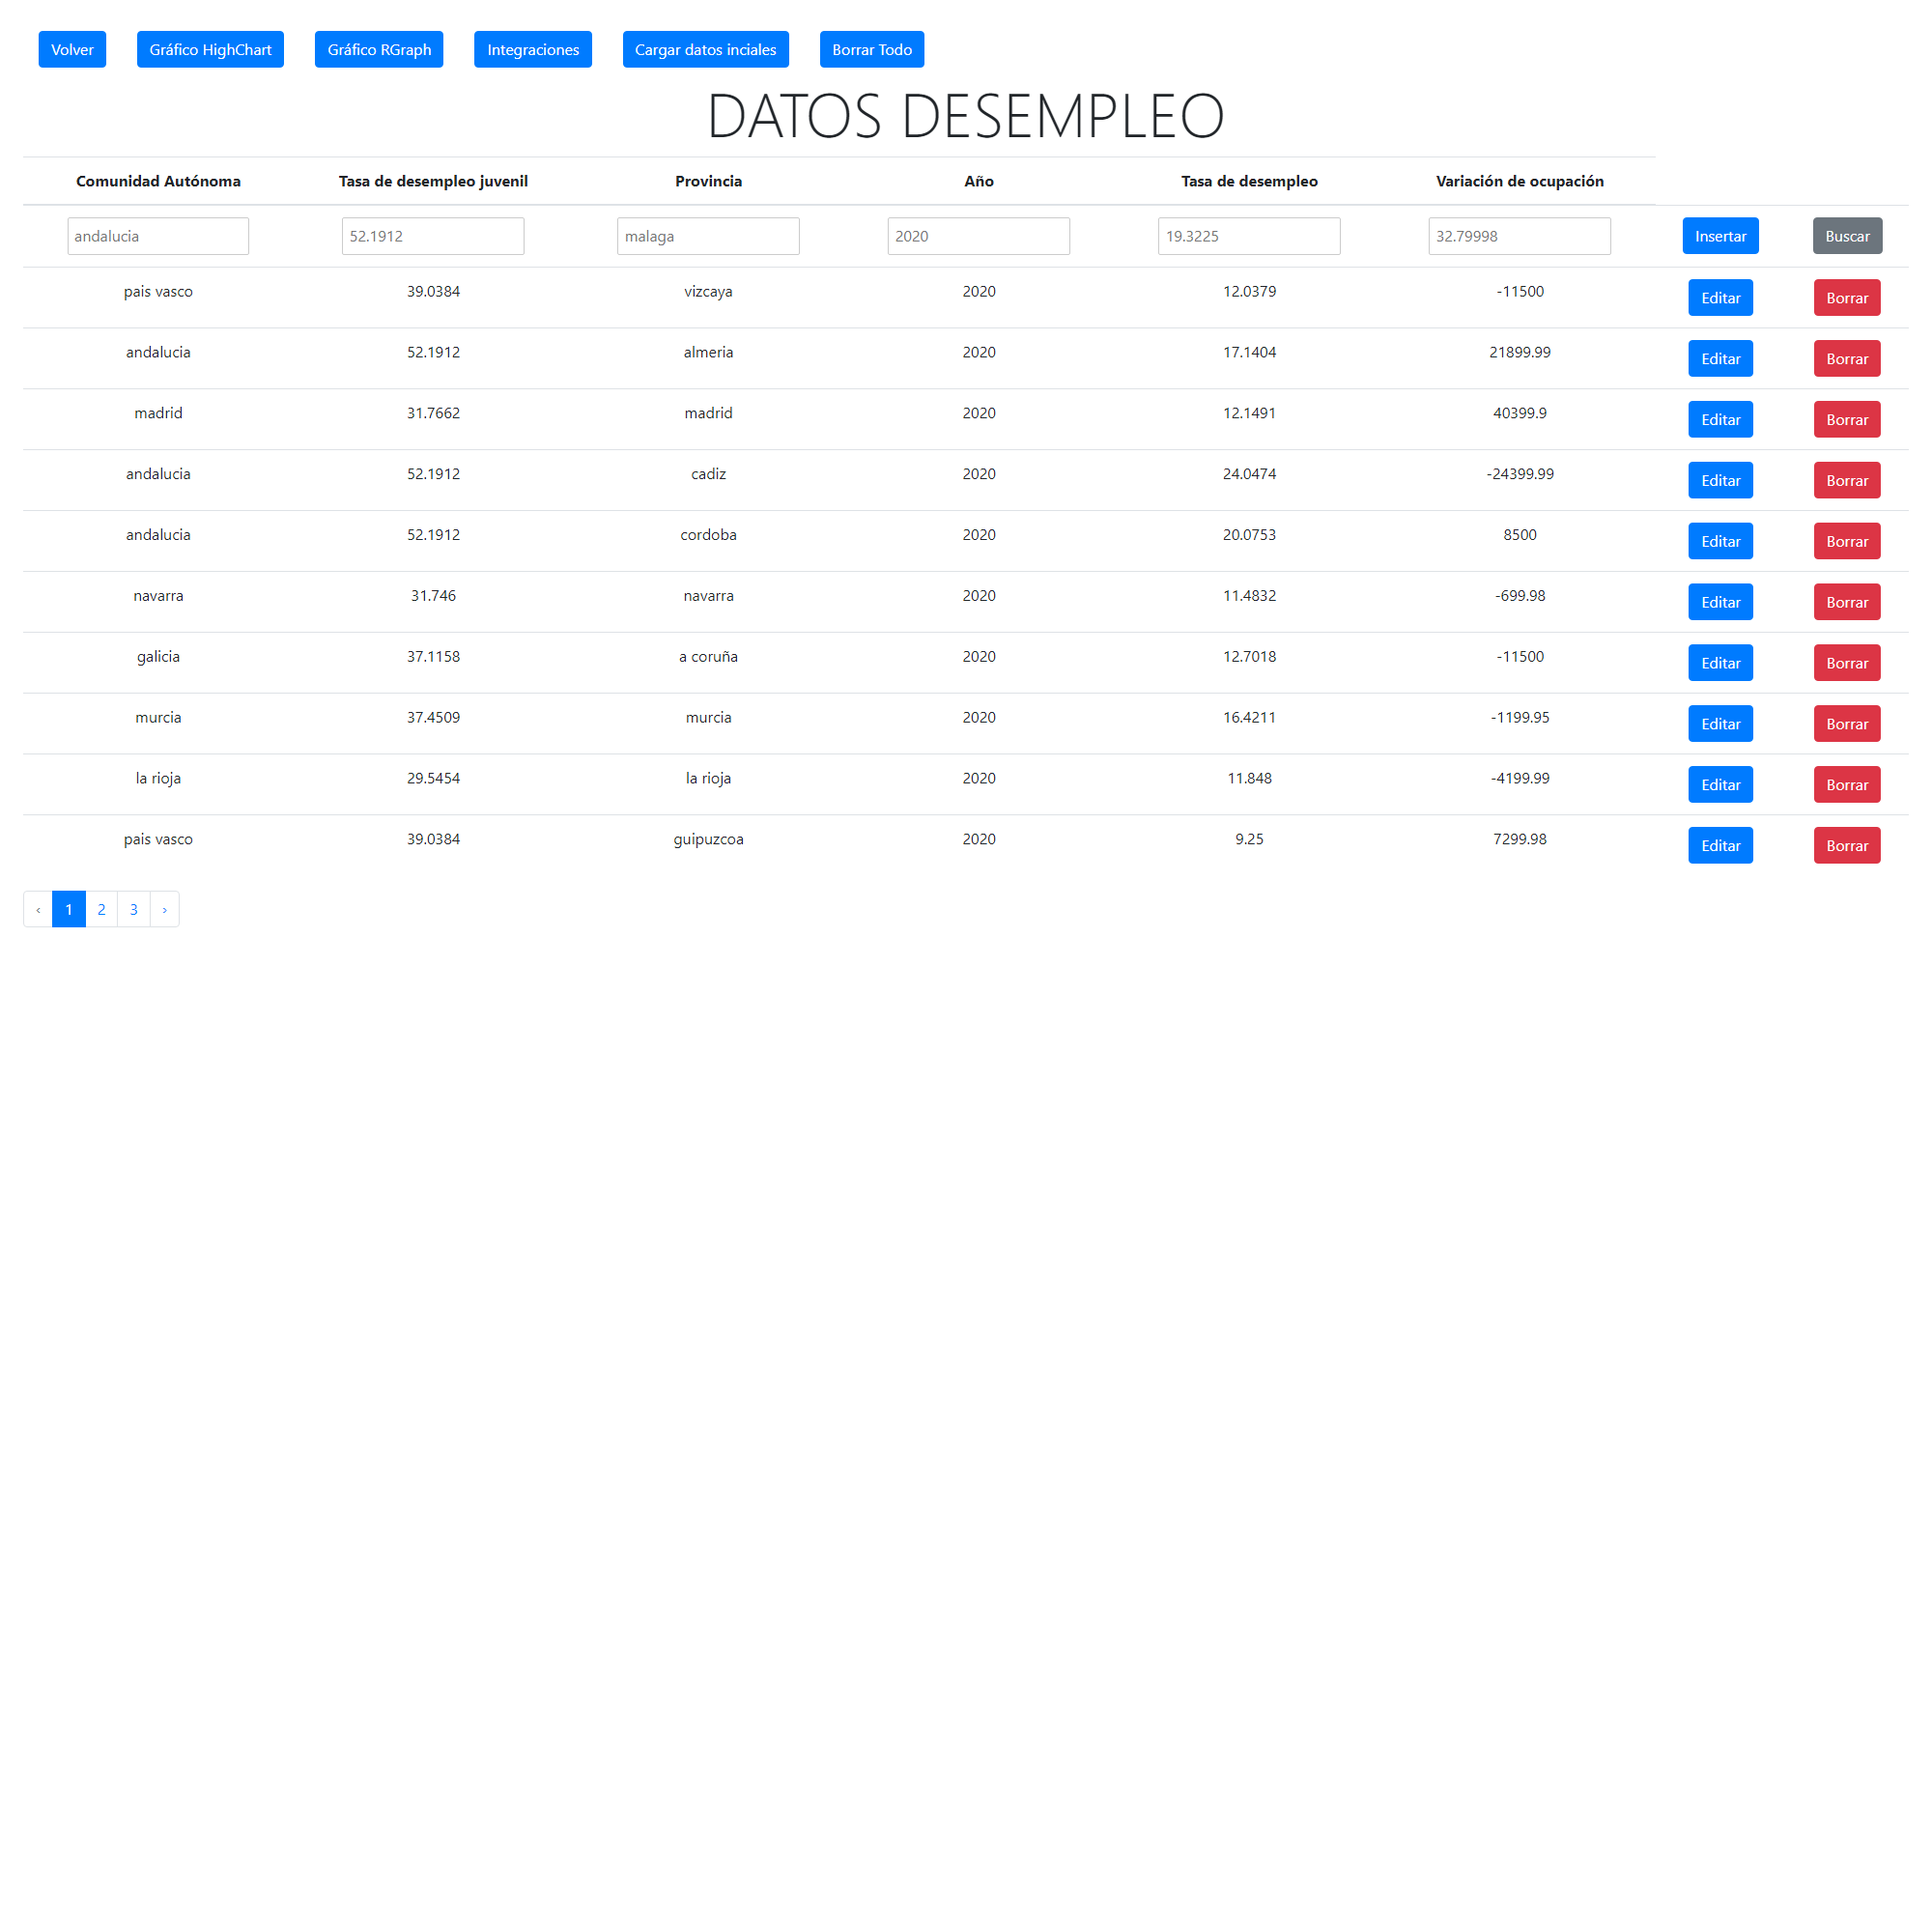 Volver Gráfico HighChart Gráfico RGraph Integraciones Cargar datos inciales Borrar Todo
DATOS DESEMPLEO
Comunidad Autónoma Tasa de desempleo juvenil Provincia Año Tasa de desempleo Variación de ocupación
andalucia 52.1912 malaga 2020 19.3225 32.79998 Insertar Buscar
pais vasco 39.0384 vizcaya 2020 12.0379 -11500 Editar Borrar
andalucia 52.1912 almeria 2020 17.1404 21899.99 Editar Borrar
madrid 31.7662 madrid 2020 12.1491 40399.9 Editar Borrar
andalucia 52.1912 cadiz 2020 24.0474 -24399.99 Editar Borrar
andalucia 52.1912 cordoba 2020 20.0753 8500 Editar Borrar
navarra 31.746 navarra 2020 11.4832 -699.98 Editar Borrar
galicia 37.1158 a coruña 2020 12.7018 -11500 Editar Borrar
murcia 37.4509 murcia 2020 16.4211 -1199.95 Editar Borrar
la rioja 29.5454 la rioja 2020 11.848 -4199.99 Editar Borrar
pais vasco 39.0384 guipuzcoa 2020 9.25 7299.98 Editar Borrar
‹ 1 2 3 ›